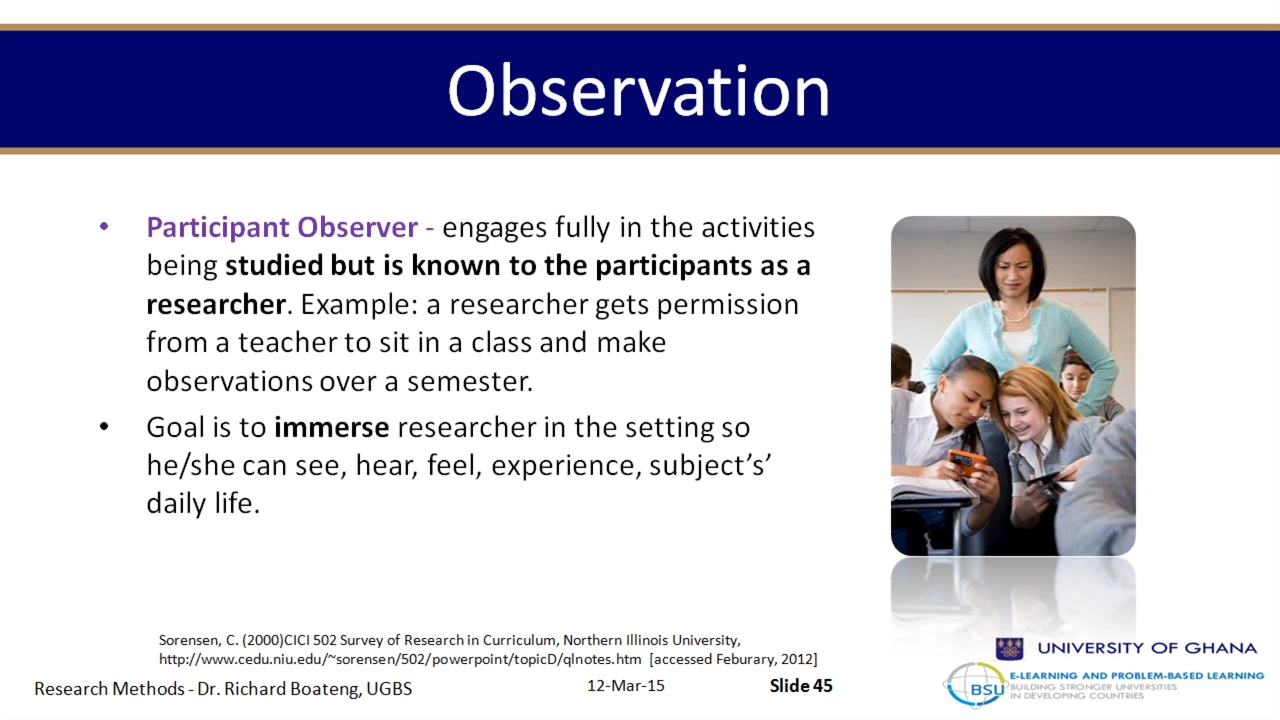 Observation
• Participant Observer - engages fully in the activities
being studied but is known to the participants as a
researcher. Example: a researcher gets permission
from a teacher to sit in a class and make
observations over a semester.
• Goal is to immerse researcher in the setting so
he/she can see, hear, feel, experience, subject’s’
daily life.
Sorensen, C. (2000)CICI 502 Survey of Research in Curriculum, Northern Illinois University,
http://www.cedu.niu.edu/~sorensen/502/powerpoint/topicD/qlnotes.htm [accessed Feburary, 2012]
UNIVERSITY OF GHANA
BSU
E-LEARNING AND PROBLEM-BASED LEARNING
BUILDING STRONGER UNIVERSITIES
IN DEVELOPING COUNTRIES
Research Methods - Dr. Richard Boateng, UGBS
12-Mar-15
Slide 45